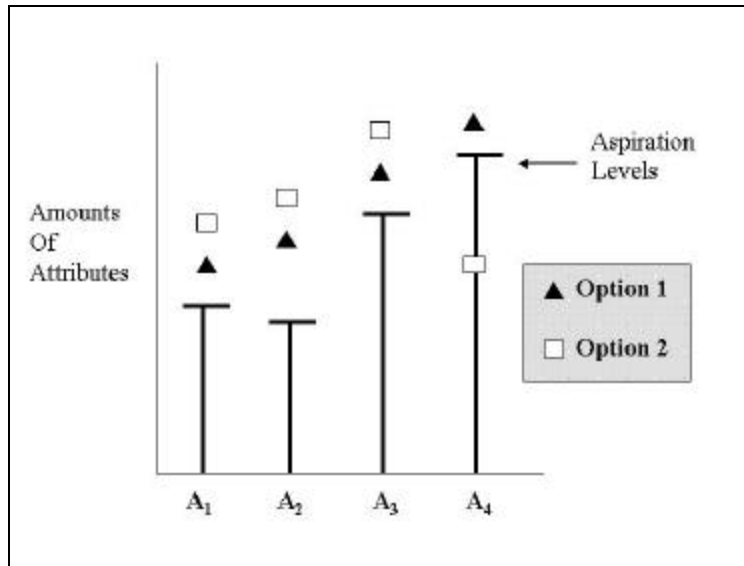 Aspiration
Levels
Amounts
Of
Attributes
Option 1
Option 2
A₁ A₂ A₃ A₄